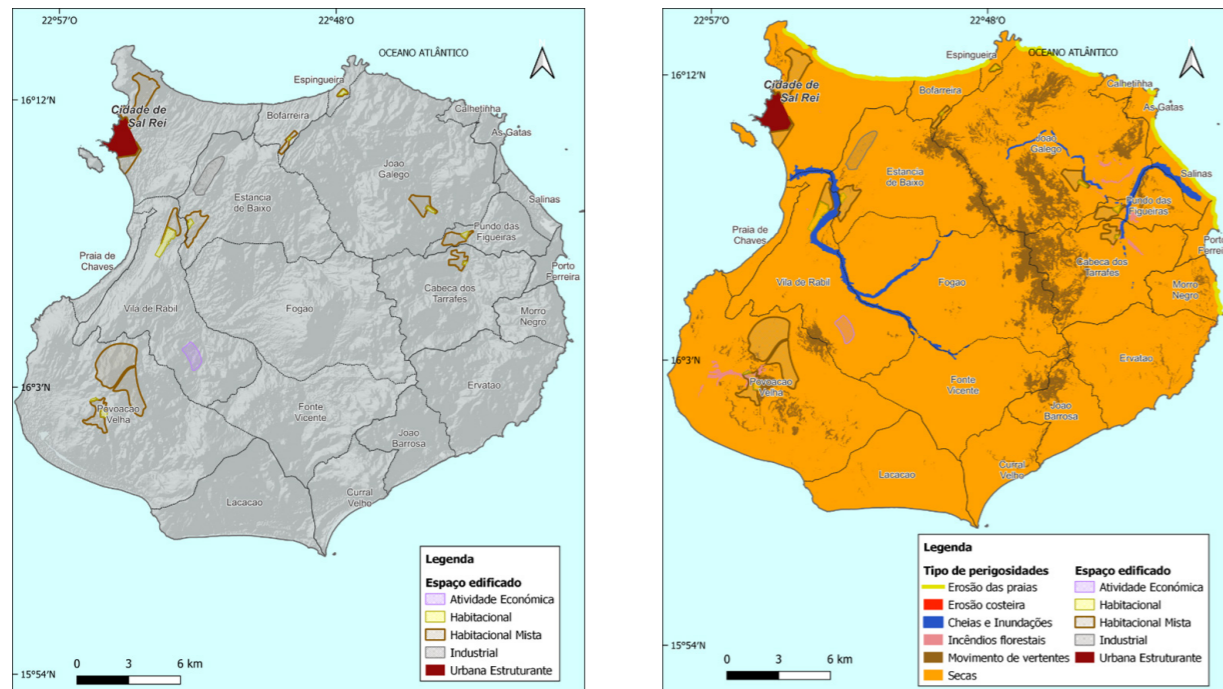 22°57'O
22°48'O
OCEANO ATLÂNTICO
Espingueira
16°12'N
Cidade de
Sal Rei
Bofarreira
Calhetinha
As Gatas
Joao
Galego
Estancia
de Baixo
Salinas
Fundo das
Figueiras
Praia de
Chaves
Porto
Ferreira
Cabeca dos
Tarrafes
Vila de Rabil
Fogao
Morro
Negro
16°3'N
Ervatao
Povoacao
Velha
Fonte
Vicente
Joao
Barrosa
Lacacao
Curral
Velho
Legenda
Espaço edificado
Atividade Económica
Habitacional
Habitacional Mista
Industrial
Urbana Estruturante
15°54'N
0 3 6 km
22°57'O
22°48'O
OCEANO ATLÂNTICO
Espingueira
16°12'N
Cidade de
Sal Rei
Bofarreira
Calhetinha
As Gatas
Joao
Galego
Estancia
de Baixo
Salinas
Fundo das
Figueiras
Praia de
Chaves
Porto
Ferreira
Cabeca dos
Tarrafes
Vila de Rabil
Fogao
Morro
Negro
16°3'N
Ervatao
Povoacao
Velha
Fonte
Vicente
Joao
Barrosa
Lacacao
Curral
Velho
Legenda
Tipo de perigosidades
Erosão das praias
Erosão costeira
Cheias e Inundações
Incêndios florestais
Movimento de vertentes
Secas
Espaço edificado
Atividade Económica
Habitacional
Habitacional Mista
Industrial
Urbana Estruturante
15°54'N
0 3 6 km